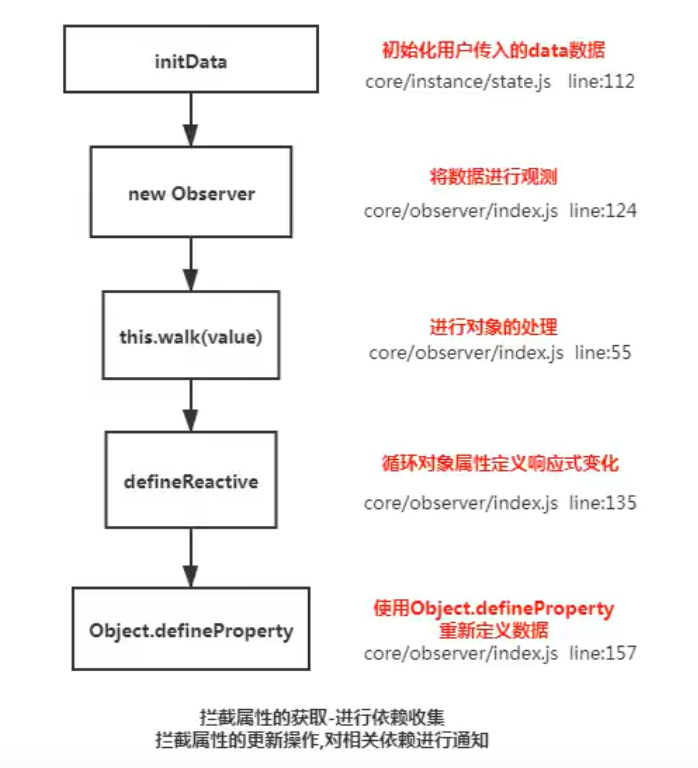 initData
初始化用户传入的data数据
core/instance/state.js line:112
new Observer
将数据进行观测
core/observer/index.js line:124
this.walk(value)
进行对象的处理
core/observer/index.js line:55
defineReactive
循环对象属性定义响应式变化
core/observer/index.js line:135
Object.defineProperty
使用Object.defineProperty
重新定义数据
core/observer/index.js line:157
拦截属性的获取-进行依赖收集
拦截属性的更新操作,对相关依赖进行通知